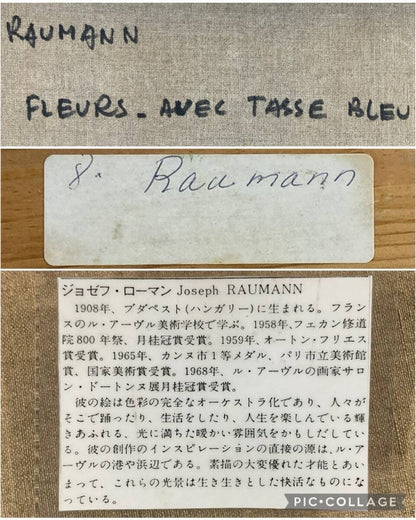 RAUMANN
FLEURS - AVEC TASSE BLEU
8. Raumann
ジョゼフ・ローマン Joseph RAUMANN
1908年、ブダペスト(ハンガリー)に生まれる。フラン
スのル・アーヴル美術学校で学ぶ。1958年、フェカン修道
院800年祭、月桂冠賞受賞。1959年、オートン・フリエス
賞受賞。1965年、カンヌ市1等メダル、パリ市立美術館
賞、国家美術賞受賞。1968年、ル・アーヴルの画家サロ
ン・ドートンヌ展月桂冠賞受賞。
彼の絵は色彩の完全なオーケストラ化であり、人々が
そこで踊ったり、生活をしたり、人生を楽しんでいる輝
きあふれる、光に満ちた暖かい雰囲気をかもしだしてい
る。彼の創作のインスピレーションの直接の源は、ル・ア
ーヴルの港や浜辺である。素描の大変優れた才能とあい
まって、これらの光景は生き生きとした快活なものにな
っている。
PIC•COLLAGE